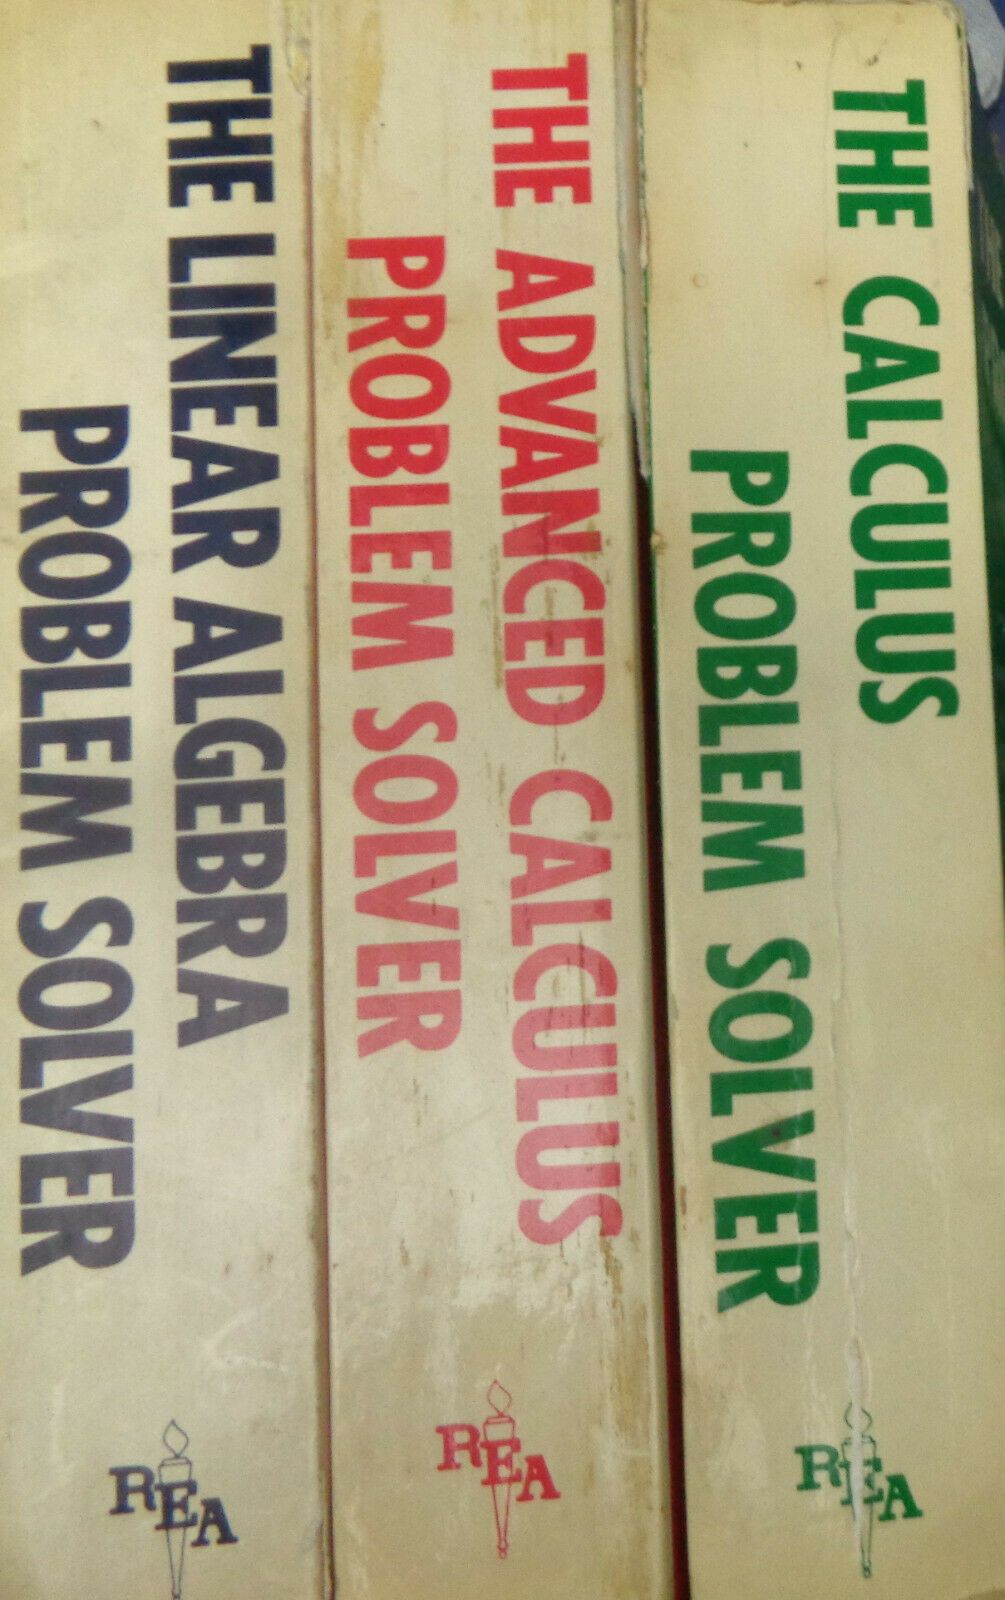 THE LINEAR ALGEBRA
PROBLEM SOLVER
REA
THE ADVANCED CALCULUS
PROBLEM SOLVER
REA
THE CALCULUS
PROBLEM SOLVER
REA